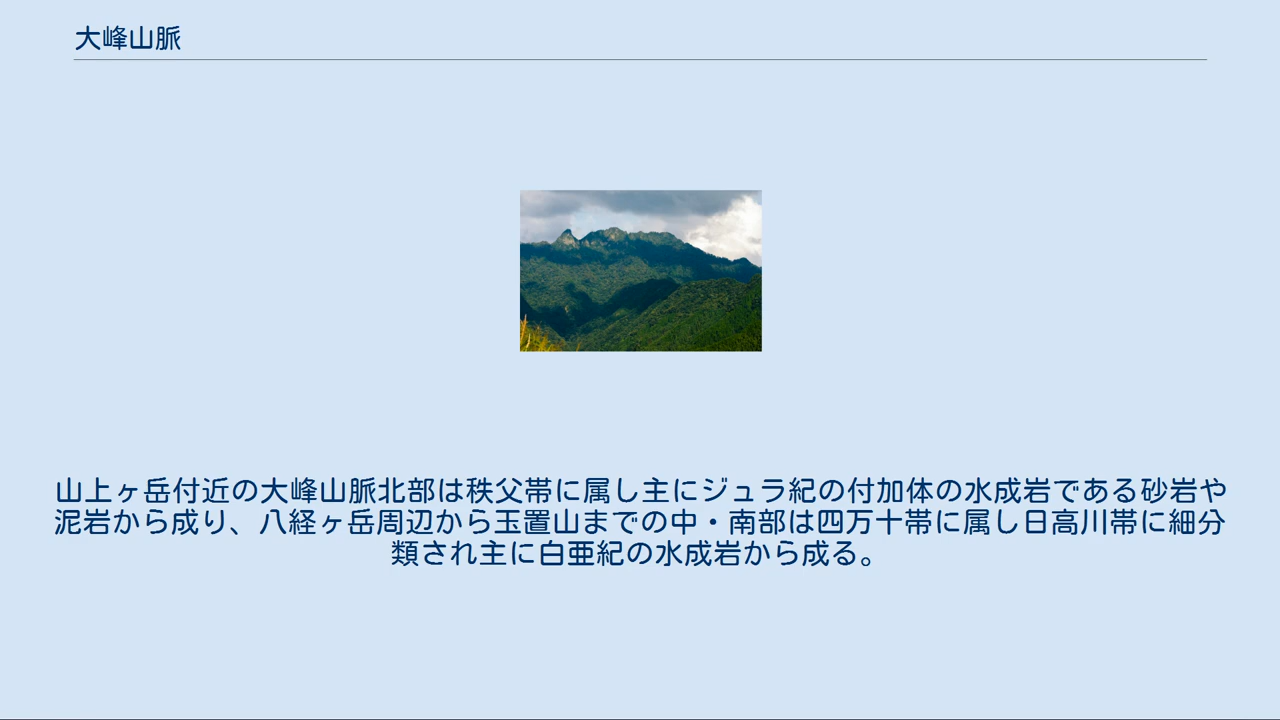 大峰山脈
山上ヶ岳付近の大峰山脈北部は秩父帯に属し主にジュラ紀の付加体の水成岩である砂岩や
泥岩から成り、八経ヶ岳周辺から玉置山までの中・南部は四万十帯に属し日高川帯に細分
類され主に白亜紀の水成岩から成る。